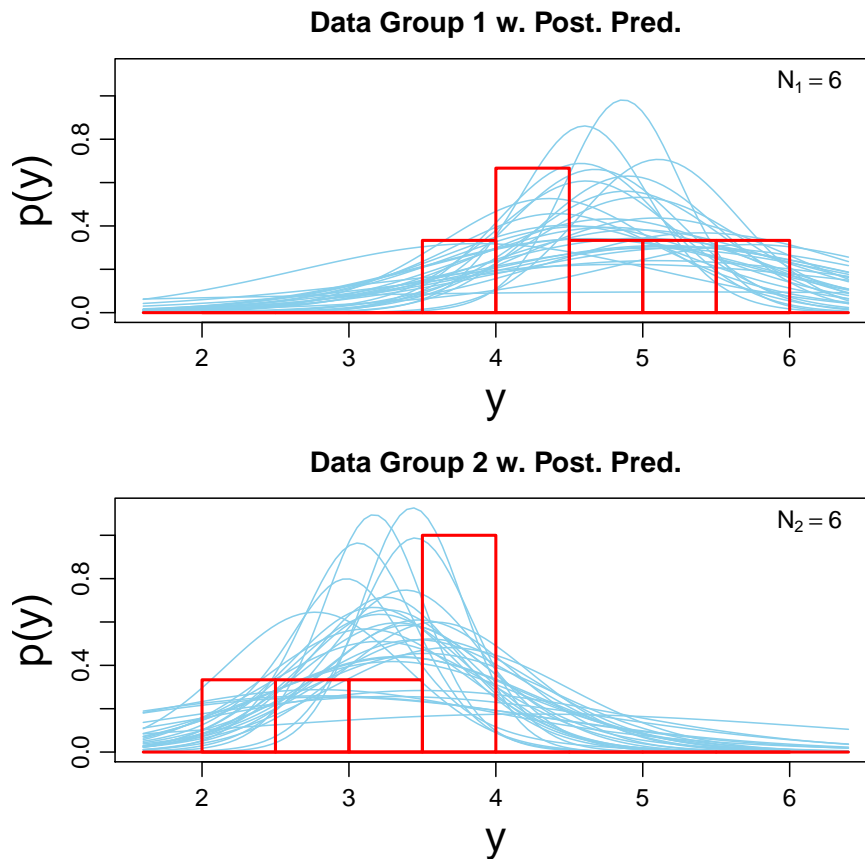 Data Group 1 w. Post. Pred.
N₁ = 6
p(y)
0.0 0.4 0.8
2 3 4 5 6
y
Data Group 2 w. Post. Pred.
N₂ = 6
p(y)
0.0 0.4 0.8
2 3 4 5 6
y